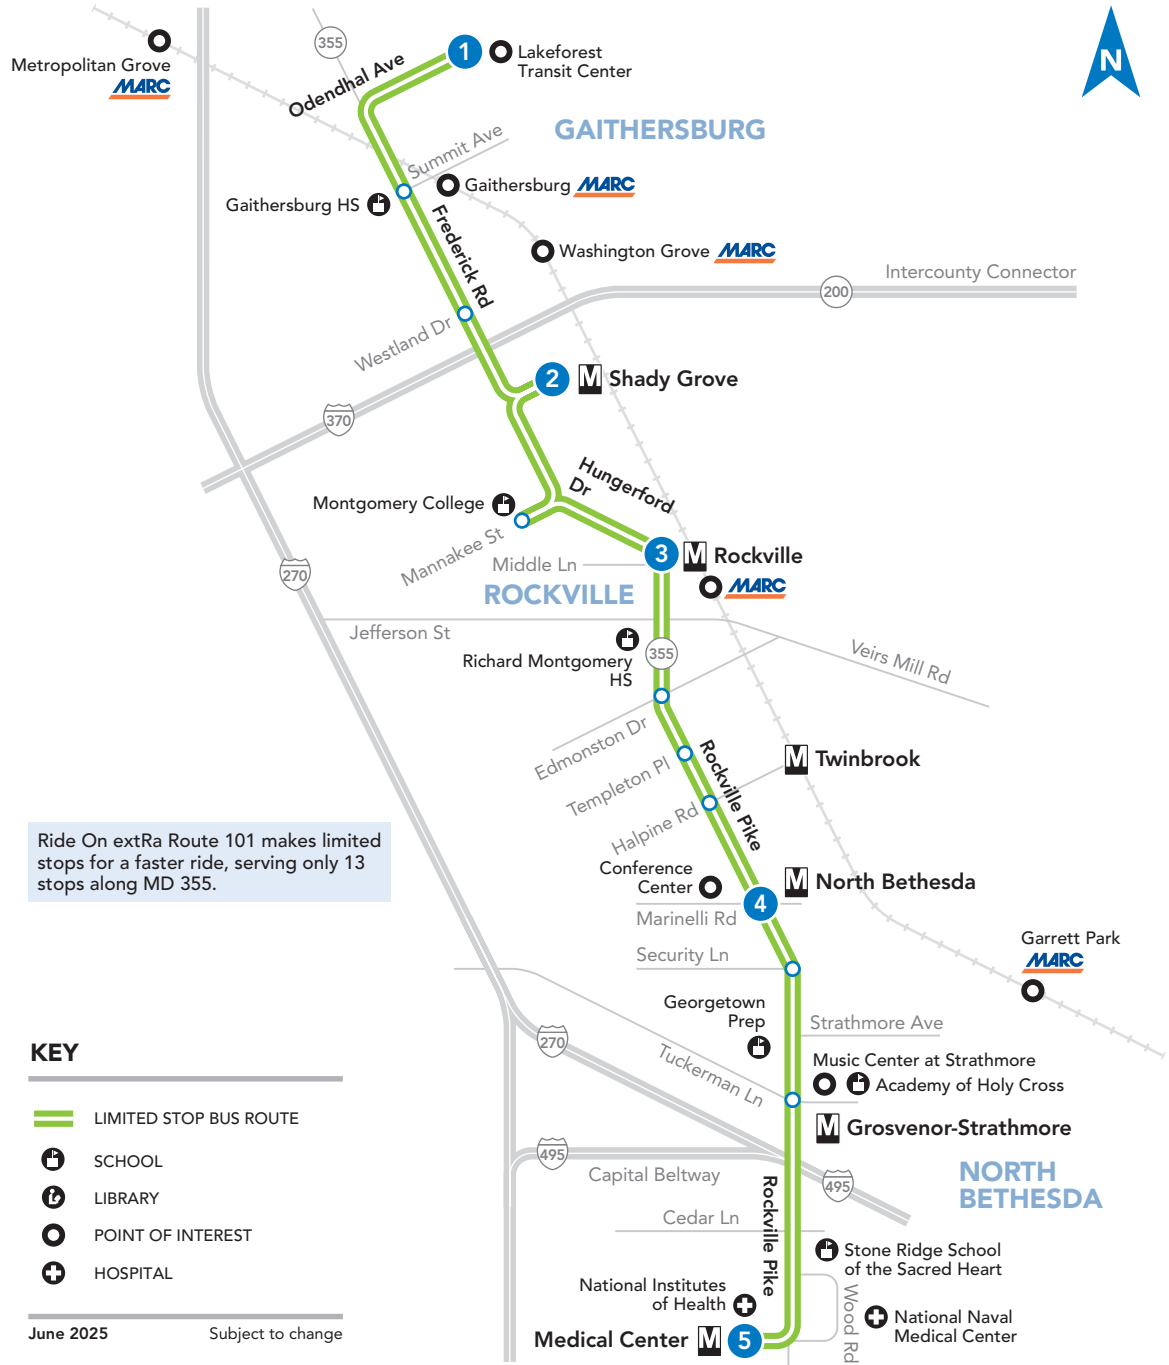 Metropolitan Grove
MARC
355
Odendhal Ave
1
Lakeforest
Transit Center
N
GAITHERSBURG
Summit Ave
Gaithersburg MARC
Gaithersburg HS
Frederick Rd
Washington Grove MARC
Intercounty Connector
200
Westland Dr
2
M Shady Grove
370
Hungerford
Dr
Montgomery College
Mannakee St
3
M Rockville
MARC
Middle Ln
ROCKVILLE
270
Jefferson St
355
Richard Montgomery
HS
Veirs Mill Rd
Edmonston Dr
Templeton Pl
Rockville Pike
M Twinbrook
Halpine Rd
Ride On extRa Route 101 makes limited
stops for a faster ride, serving only 13
stops along MD 355.
Conference
Center
M North Bethesda
4
Marinelli Rd
Security Ln
Garrett Park
MARC
Georgetown
Prep
Strathmore Ave
270
Tuckerman Ln
Music Center at Strathmore
Academy of Holy Cross
M Grosvenor-Strathmore
495
Capital Beltway
495
NORTH
BETHESDA
Rockville Pike
Cedar Ln
Stone Ridge School
of the Sacred Heart
National Institutes
of Health
Wood Rd
National Naval
Medical Center
Medical Center M 5
KEY
LIMITED STOP BUS ROUTE
SCHOOL
LIBRARY
POINT OF INTEREST
HOSPITAL
June 2025
Subject to change